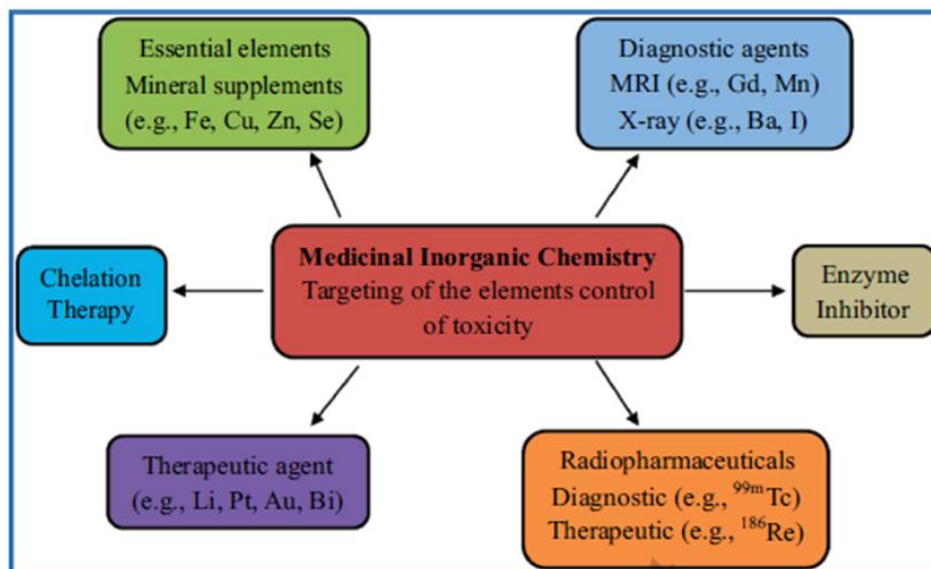 Essential elements
Mineral supplements
(e.g., Fe, Cu, Zn, Se)
Diagnostic agents
MRI (e.g., Gd, Mn)
X-ray (e.g., Ba, I)
Chelation
Therapy
Medicinal Inorganic Chemistry
Targeting of the elements control
of toxicity
Enzyme
Inhibitor
Therapeutic agent
(e.g., Li, Pt, Au, Bi)
Radiopharmaceuticals
Diagnostic (e.g., ⁹⁹ᵐTc)
Therapeutic (e.g., ¹⁸⁶Re)